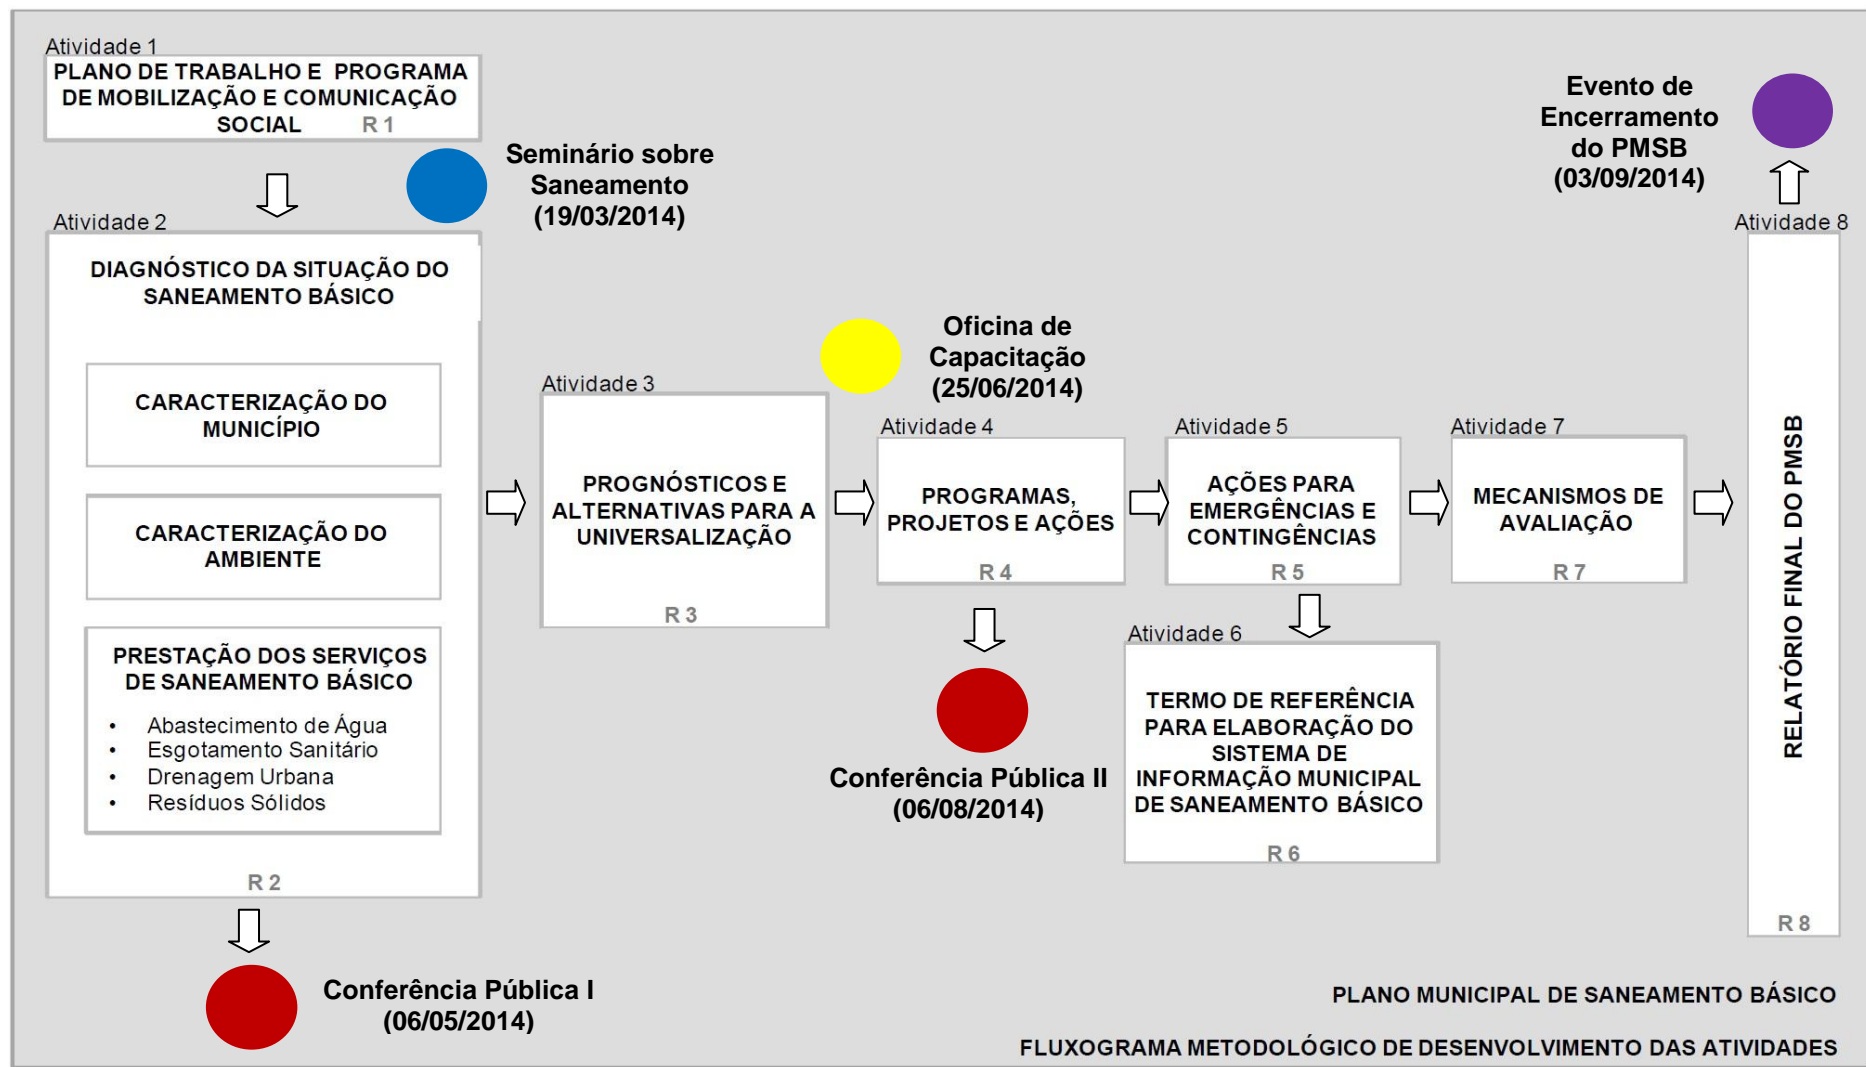 Atividade 1
PLANO DE TRABALHO E PROGRAMA
DE MOBILIZAÇÃO E COMUNICAÇÃO
SOCIAL R 1
Seminário sobre
Saneamento
(19/03/2014)
Atividade 2
DIAGNÓSTICO DA SITUAÇÃO DO
SANEAMENTO BÁSICO
CARACTERIZAÇÃO DO
MUNICÍPIO
CARACTERIZAÇÃO DO
AMBIENTE
PRESTAÇÃO DOS SERVIÇOS
DE SANEAMENTO BÁSICO
• Abastecimento de Água
• Esgotamento Sanitário
• Drenagem Urbana
• Resíduos Sólidos
R 2
Conferência Pública I
(06/05/2014)
Atividade 3
PROGNÓSTICOS E
ALTERNATIVAS PARA A
UNIVERSALIZAÇÃO
R 3
Oficina de
Capacitação
(25/06/2014)
Atividade 4
PROGRAMAS,
PROJETOS E AÇÕES
R 4
Conferência Pública II
(06/08/2014)
Atividade 5
AÇÕES PARA
EMERGÊNCIAS E
CONTINGÊNCIAS
R 5
Atividade 6
TERMO DE REFERÊNCIA
PARA ELABORAÇÃO DO
SISTEMA DE
INFORMAÇÃO MUNICIPAL
DE SANEAMENTO BÁSICO
R 6
Atividade 7
MECANISMOS DE
AVALIAÇÃO
R 7
Evento de
Encerramento
do PMSB
(03/09/2014)
Atividade 8
RELATÓRIO FINAL DO PMSB
R 8
PLANO MUNICIPAL DE SANEAMENTO BÁSICO
FLUXOGRAMA METODOLÓGICO DE DESENVOLVIMENTO DAS ATIVIDADES